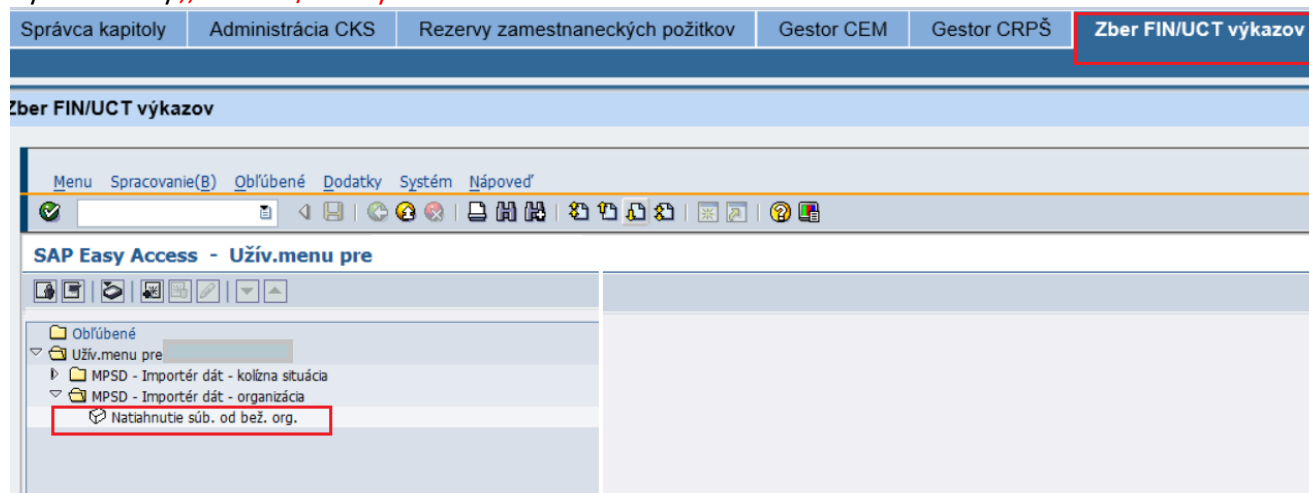 Správca kapitoly Administrácia CKS Rezervy zamestnaneckých požitkov Gestor CEM Gestor CRPŠ Zber FIN/UCT výkazov
Zber FIN/UCT výkazov
Menu Spracovanie(B) Obľúbené Dodatky Systém Nápoveď
SAP Easy Access - Užív.menu pre
Obľúbené
Užív.menu pre
MPSD - Importér dát - kolízna situácia
MPSD - Importér dát - organizácia
Natiahnutie súb. od bež. org.